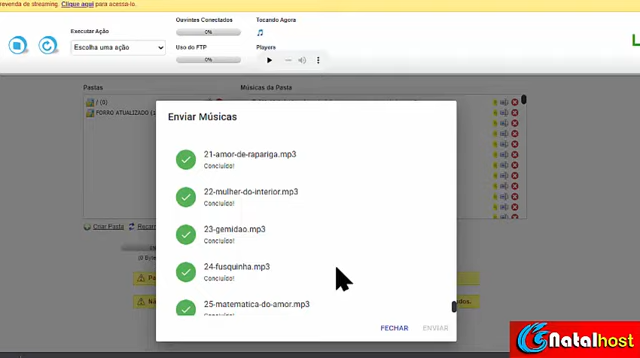 revenda de streaming. Clique aqui para acessa-lo.
Executar Ação
Escolha uma ação
Ouvintes Conectados
0%
Uso do FTP
0%
Tocando Agora
Players
Pastas
Músicas da Pasta
/ (0)
FORRO ATUALIZADO (1
Enviar Músicas
21-amor-de-rapariga.mp3
Concluído!
22-mulher-do-interior.mp3
Concluído!
23-gemidao.mp3
Concluído!
24-fusquinha.mp3
Concluído!
25-matematica-do-amor.mp3
Concluído!
Criar Pasta
FECHAR
ENVIAR
Natalhost